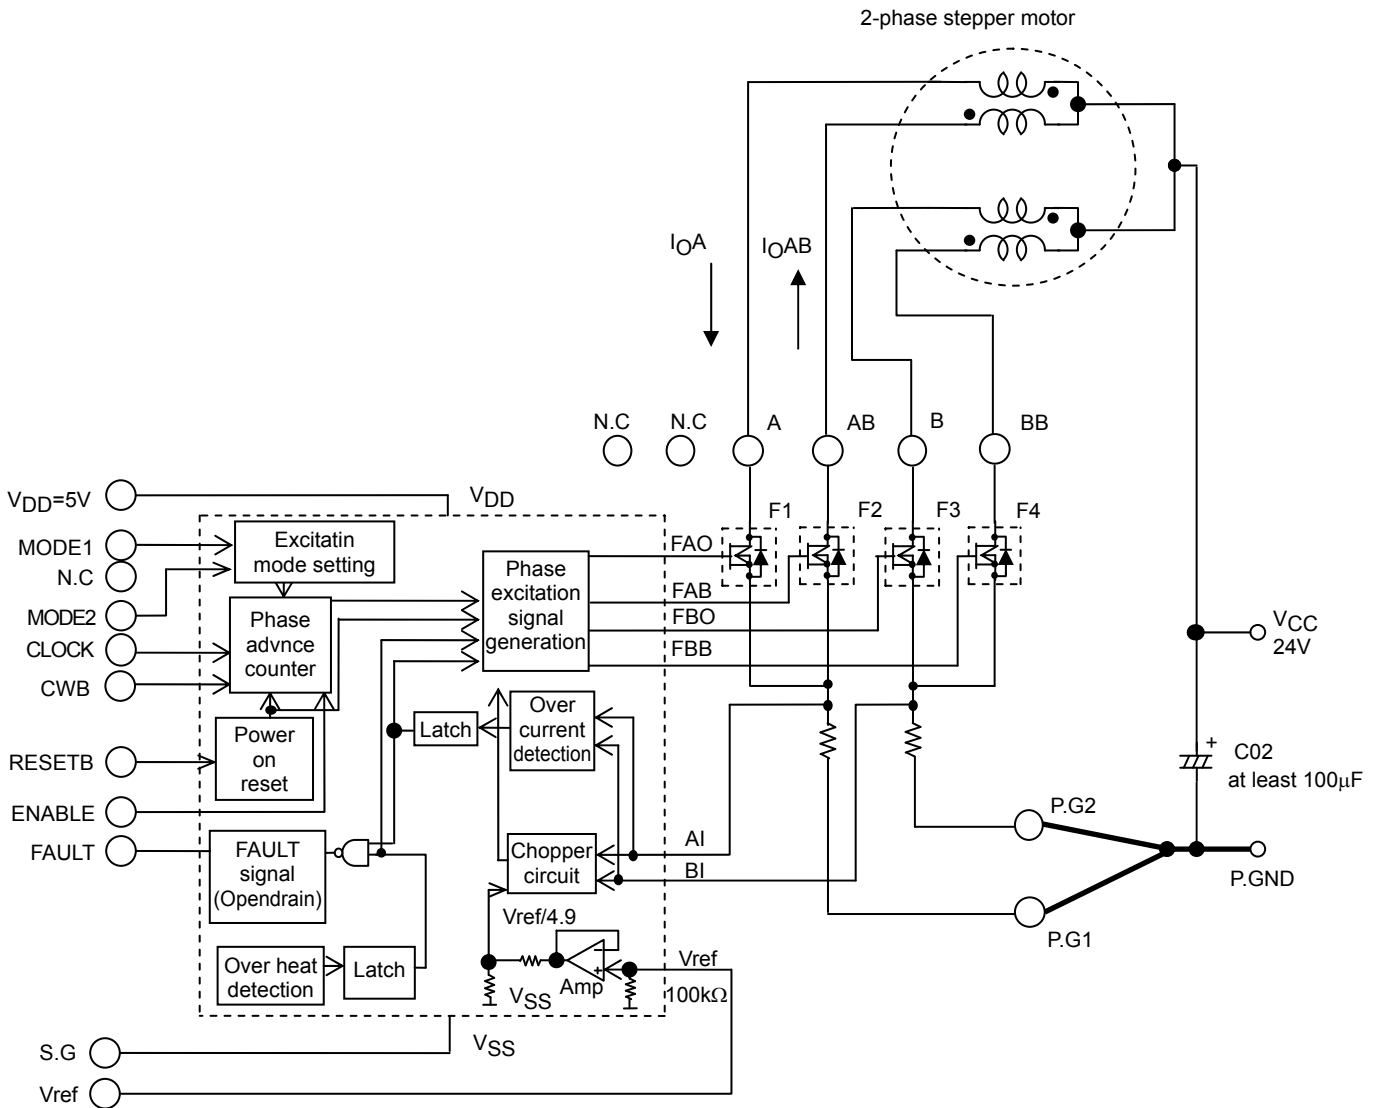 2-phase stepper motor
IOA
IOAB
N.C
N.C
A
AB
B
BB
VDD=5V
VDD
F1
F2
F3
F4
MODE1
Excitatin
mode setting
FAO
N.C
Phase
excitation
signal
generation
FAB
MODE2
Phase
advnce
counter
FBO
VCC
24V
CLOCK
FBB
CWB
Latch
Over
current
detection
Power
on
reset
RESETB
+
C02
at least 100μF
ENABLE
P.G2
FAULT
FAULT
signal
(Opendrain)
Chopper
circuit
AI
BI
P.GND
Vref/4.9
P.G1
Over heat
detection
Latch
-
+
Amp
Vref
100kΩ
VSS
VSS
S.G
Vref